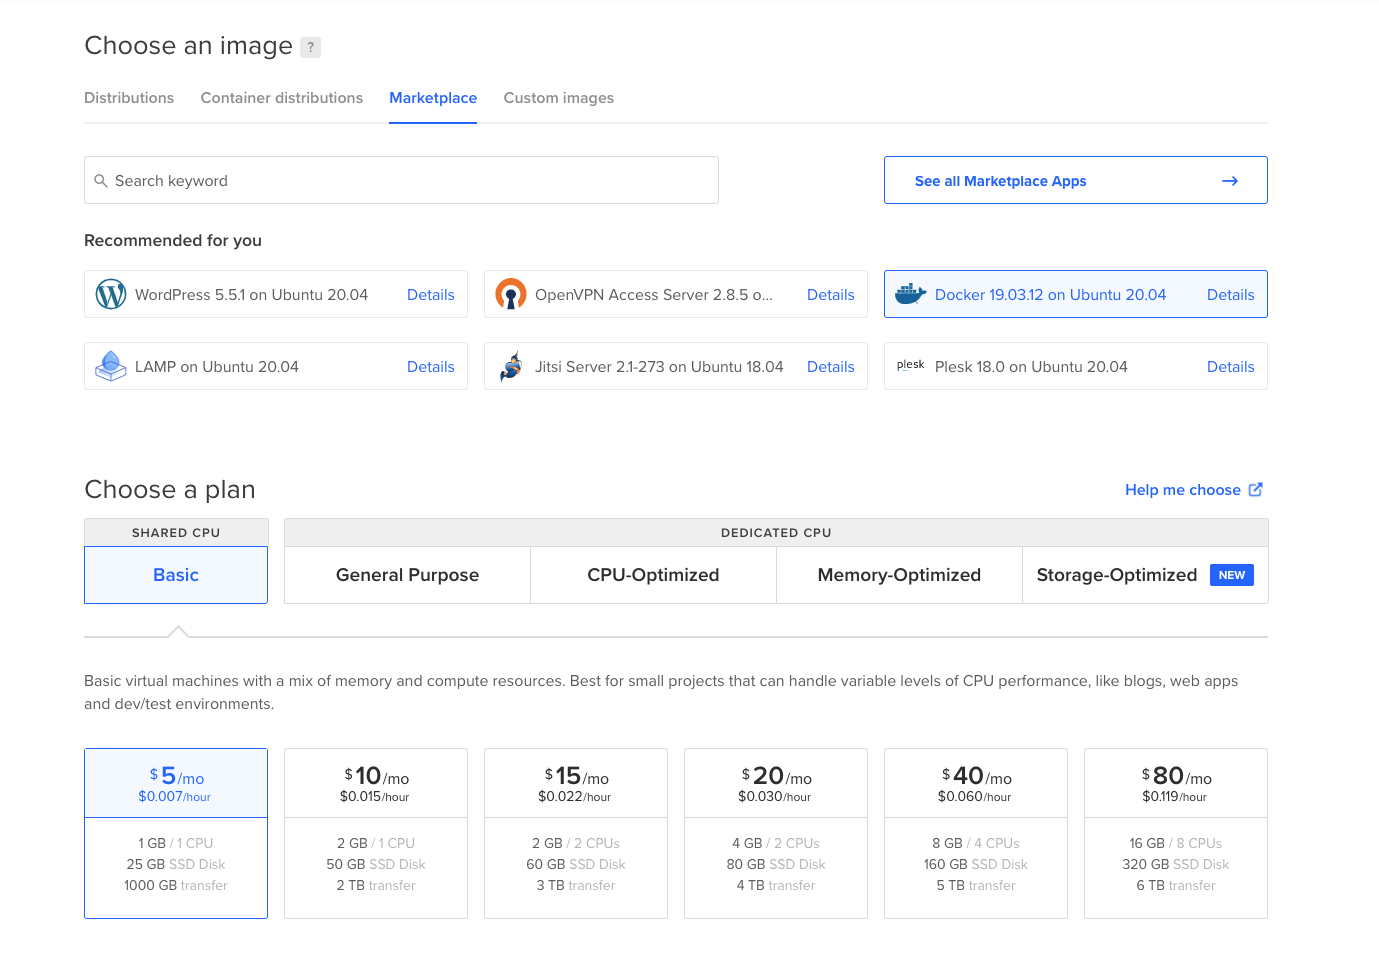 Choose an image ?
Distributions Container distributions Marketplace Custom images
Search keyword See all Marketplace Apps →
Recommended for you
WordPress 5.5.1 on Ubuntu 20.04 Details OpenVPN Access Server 2.8.5 o... Details Docker 19.03.12 on Ubuntu 20.04 Details
LAMP on Ubuntu 20.04 Details Jitsi Server 2.1-273 on Ubuntu 18.04 Details plesk Plesk 18.0 on Ubuntu 20.04 Details
Choose a plan Help me choose
SHARED CPU DEDICATED CPU
Basic General Purpose CPU-Optimized Memory-Optimized Storage-Optimized NEW
Basic virtual machines with a mix of memory and compute resources. Best for small projects that can handle variable levels of CPU performance, like blogs, web apps
and dev/test environments.
$5/mo
$0.007/hour
1 GB / 1 CPU
25 GB SSD Disk
1000 GB transfer
$10/mo
$0.015/hour
2 GB / 1 CPU
50 GB SSD Disk
2 TB transfer
$15/mo
$0.022/hour
2 GB / 2 CPUs
60 GB SSD Disk
3 TB transfer
$20/mo
$0.030/hour
4 GB / 2 CPUs
80 GB SSD Disk
4 TB transfer
$40/mo
$0.060/hour
8 GB / 4 CPUs
160 GB SSD Disk
5 TB transfer
$80/mo
$0.119/hour
16 GB / 8 CPUs
320 GB SSD Disk
6 TB transfer